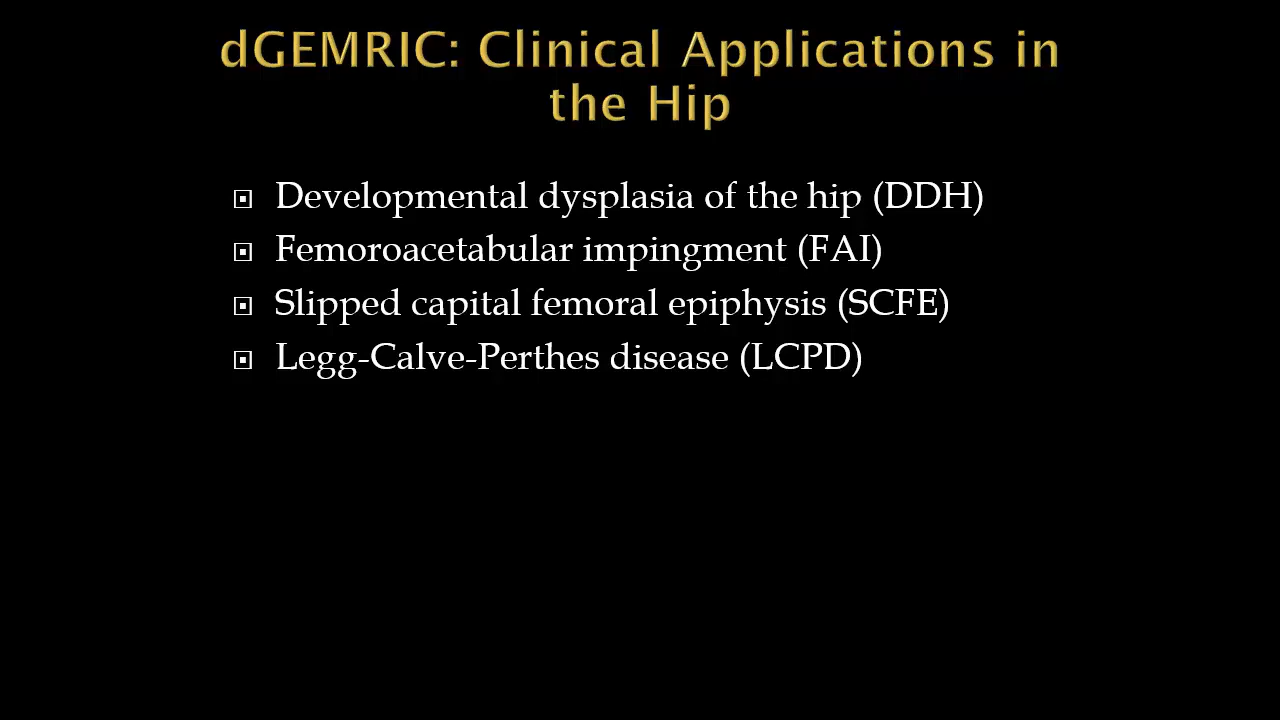 dGEMRIC: Clinical Applications in
the Hip
Developmental dysplasia of the hip (DDH)
Femoroacetabular impingment (FAI)
Slipped capital femoral epiphysis (SCFE)
Legg-Calve-Perthes disease (LCPD)